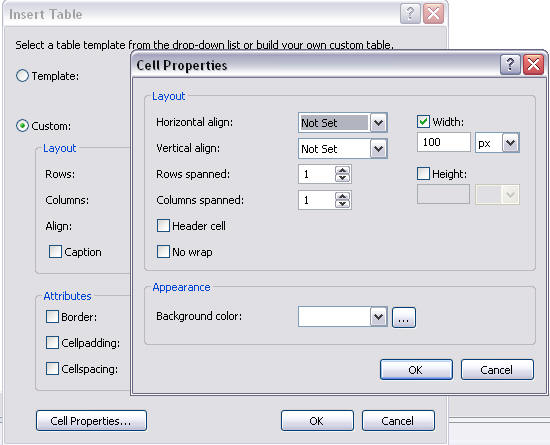 Insert Table
Select a table template from the drop-down list or build your own custom table.
Template:
Custom:
Layout
Rows:
Columns:
Align:
Caption
Attributes
Border:
Cellpadding:
Cellspacing:
Cell Properties...
OK
Cancel
Cell Properties
Layout
Horizontal align:
Not Set
Width:
100
px
Vertical align:
Not Set
Rows spanned:
1
Height:
Columns spanned:
1
Header cell
No wrap
Appearance
Background color:
...
OK
Cancel